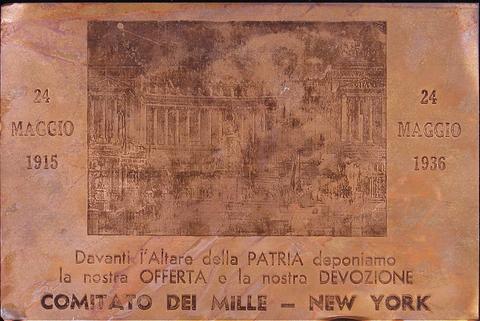 24
MAGGIO
1915
24
MAGGIO
1936
Davanti l'Altare della PATRIA deponiamo
la nostra OFFERTA e la nostra DEVOZIONE
COMITATO DEI MILLE — NEW YORK